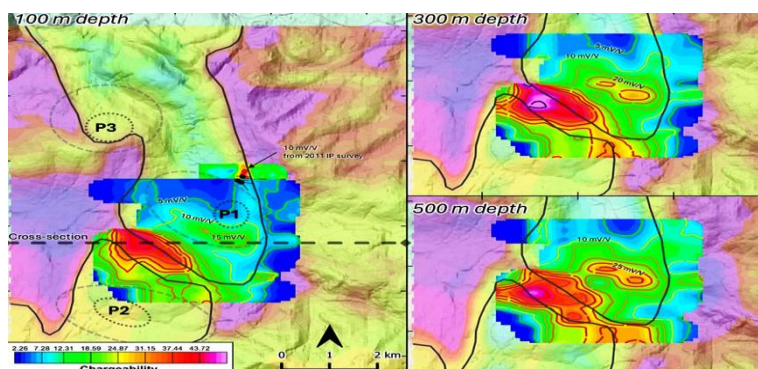 100 m depth
P3
10 mV/V
from 2011 IP survey
5 mV/V
P1
10 mV/V
15 mV/V
Cross-section
P2
2.26 7.28 12.31 18.59 24.87 31.15 37.44 43.72
Chargeability
0 1 2 km
300 m depth
5 mV/V
10 mV/V
20 mV/V
500 m depth
10 mV/V
25 mV/V